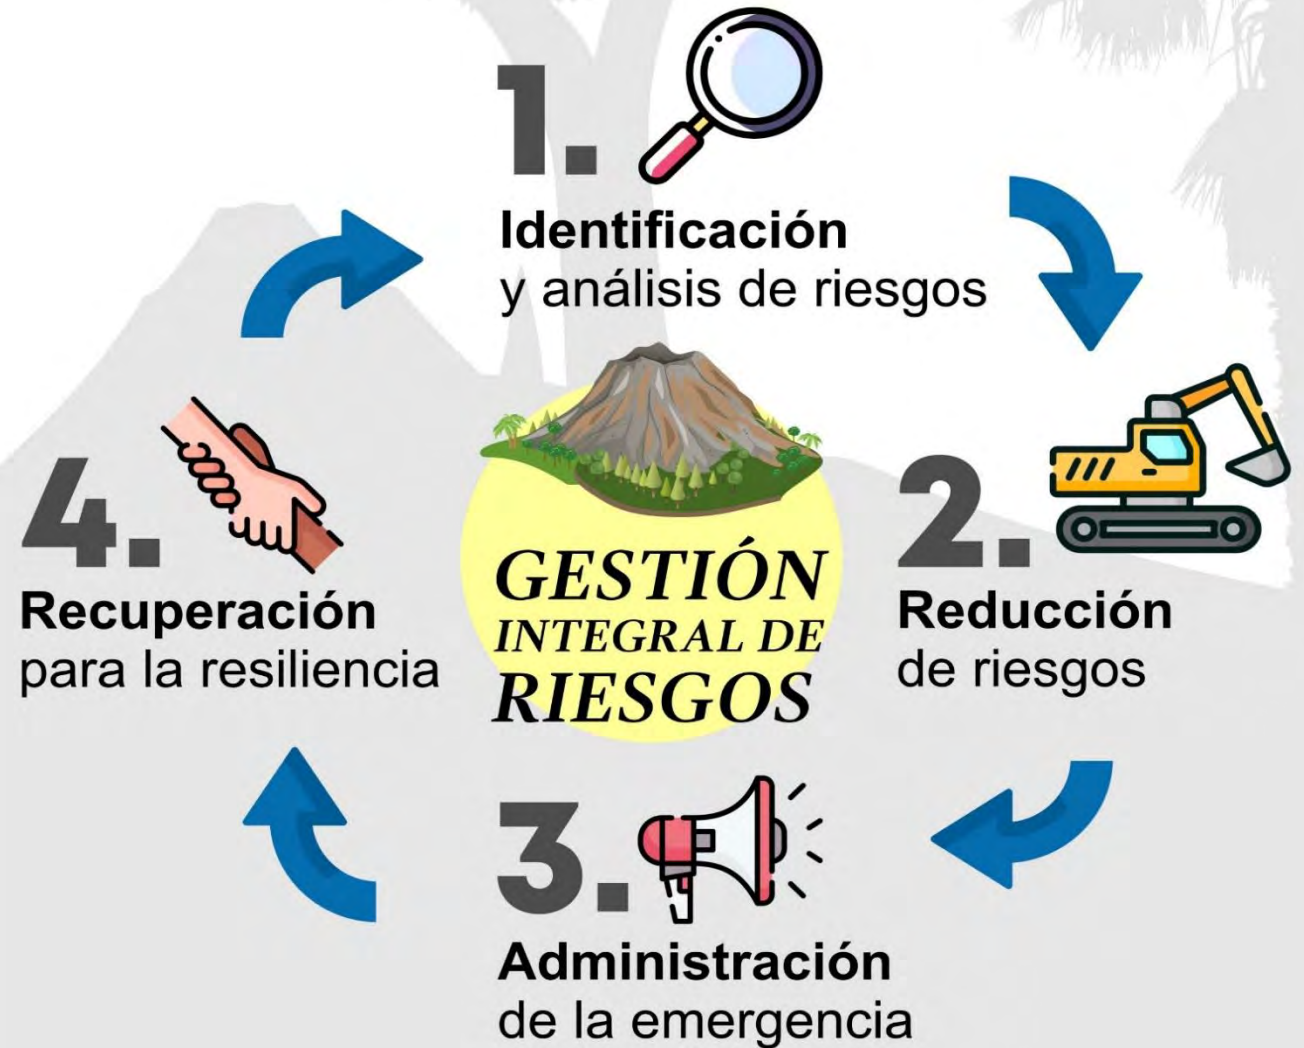 1.
Identificación
y análisis de riesgos
2.
Reducción
de riesgos
3.
Administración
de la emergencia
4.
Recuperación
para la resiliencia
GESTIÓN
INTEGRAL DE
RIESGOS